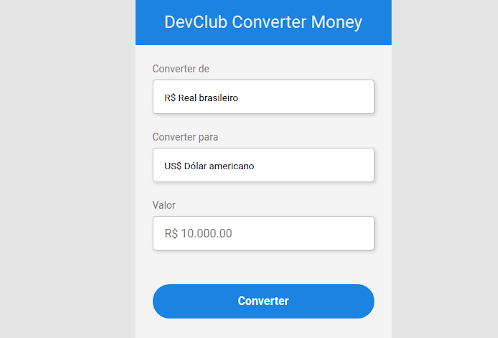 DevClub Converter Money
Converter de
R$ Real brasileiro
Converter para
US$ Dólar americano
Valor
R$ 10.000.00
Converter